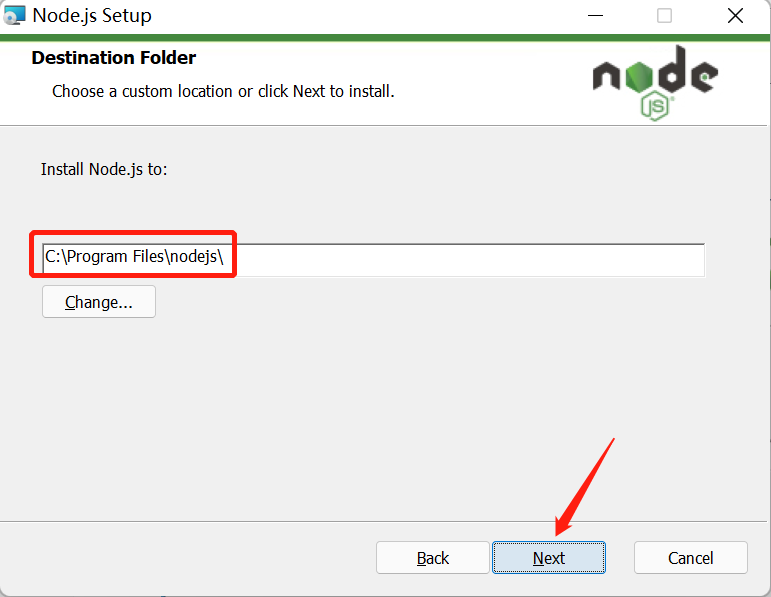 Node.js Setup
Destination Folder
Choose a custom location or click Next to install.
node
JS
Install Node.js to:
C:\Program Files\nodejs\
Change...
Back
Next
Cancel